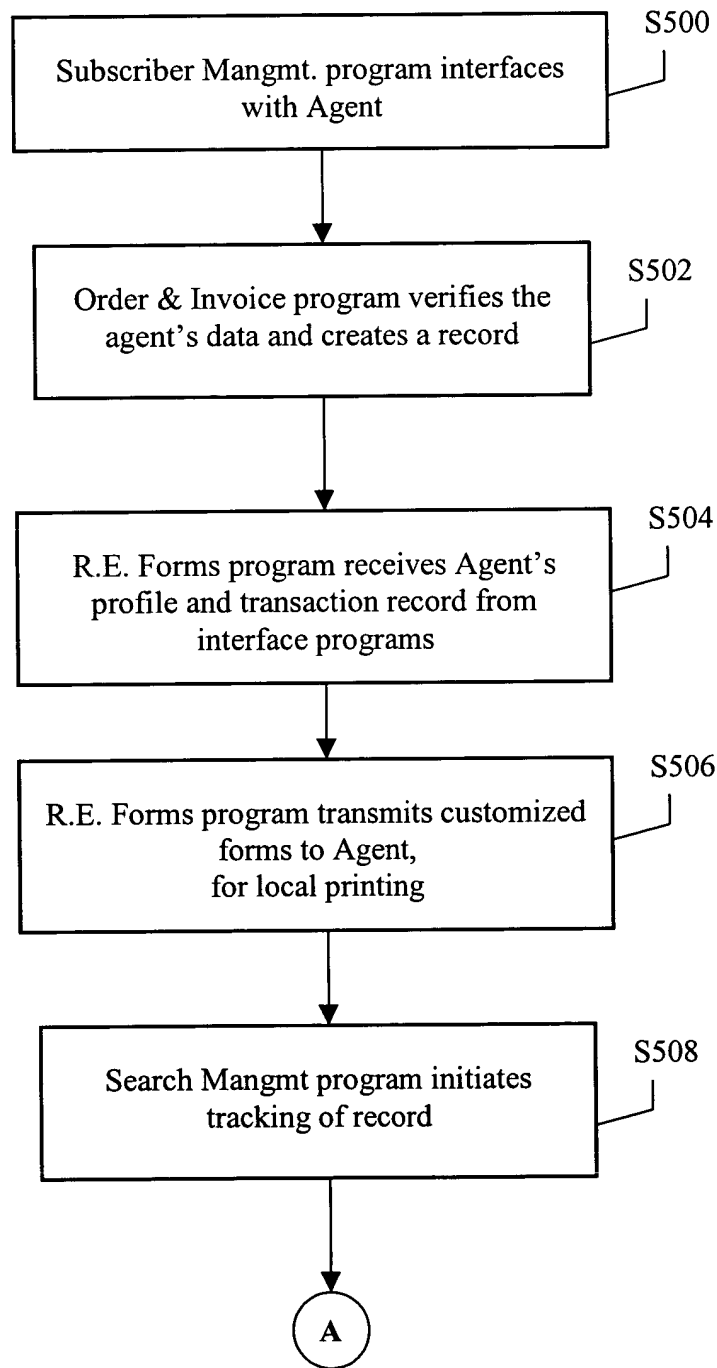 S500
Subscriber Mangmt. program interfaces
with Agent
S502
Order & Invoice program verifies the
agent's data and creates a record
S504
R.E. Forms program receives Agent's
profile and transaction record from
interface programs
S506
R.E. Forms program transmits customized
forms to Agent,
for local printing
S508
Search Mangmt program initiates
tracking of record
A